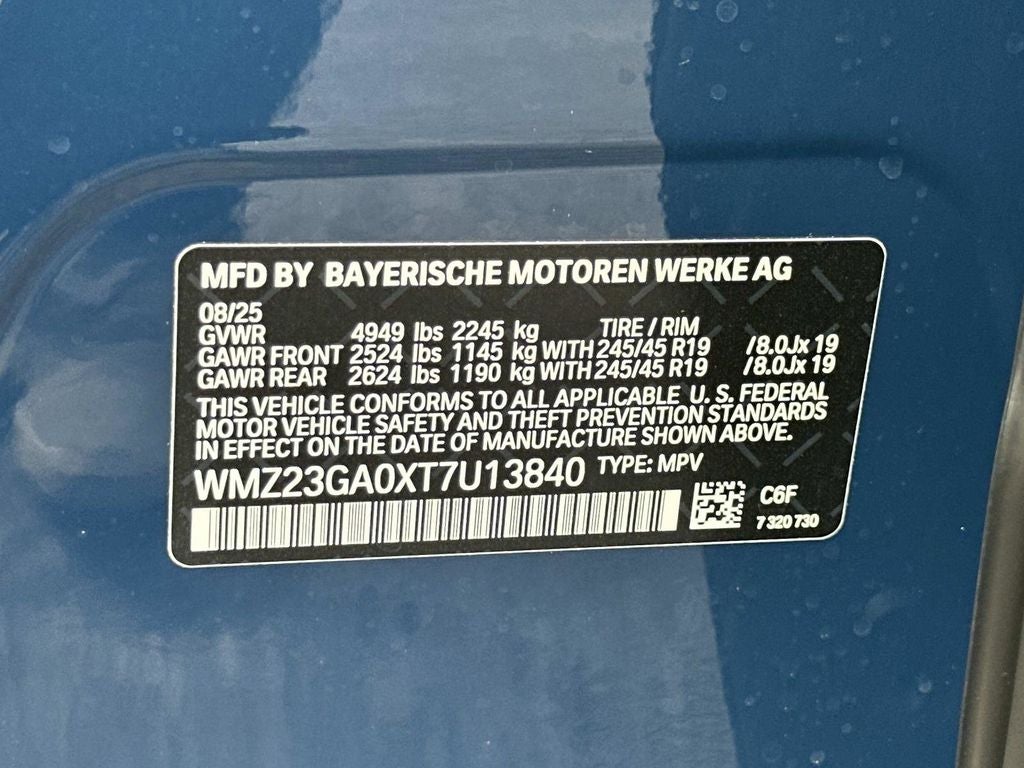 MFD BY BAYERISCHE MOTOREN WERKE AG
08/25
GVWR 4949 lbs 2245 kg TIRE / RIM
GAWR FRONT 2524 lbs 1145 kg WITH 245/45 R19 /8.0Jx 19
GAWR REAR 2624 lbs 1190 kg WITH 245/45 R19 /8.0Jx 19
THIS VEHICLE CONFORMS TO ALL APPLICABLE U. S. FEDERAL
MOTOR VEHICLE SAFETY AND THEFT PREVENTION STANDARDS
IN EFFECT ON THE DATE OF MANUFACTURE SHOWN ABOVE.
WMZ23GA0XT7U13840 TYPE: MPV
C6F
7 320 730